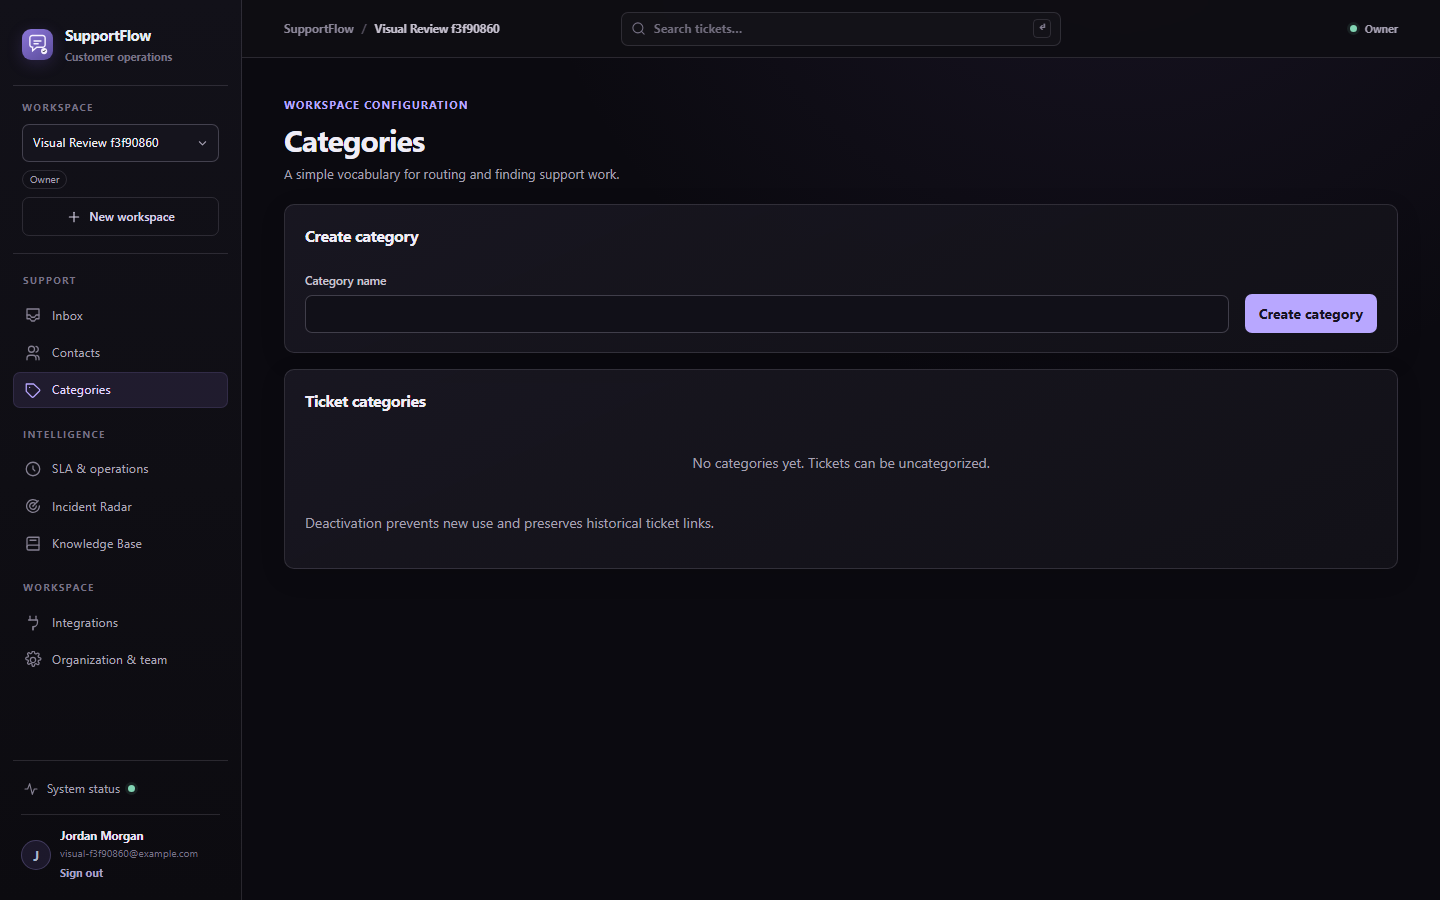 SupportFlow
Customer operations
WORKSPACE
Visual Review f3f90860
Owner
New workspace
SUPPORT
Inbox
Contacts
Categories
INTELLIGENCE
SLA & operations
Incident Radar
Knowledge Base
WORKSPACE
Integrations
Organization & team
System status
J
Jordan Morgan
visual-f3f90860@example.com
Sign out
SupportFlow / Visual Review f3f90860
Search tickets...
Owner
WORKSPACE CONFIGURATION
Categories
A simple vocabulary for routing and finding support work.
Create category
Category name
Create category
Ticket categories
No categories yet. Tickets can be uncategorized.
Deactivation prevents new use and preserves historical ticket links.